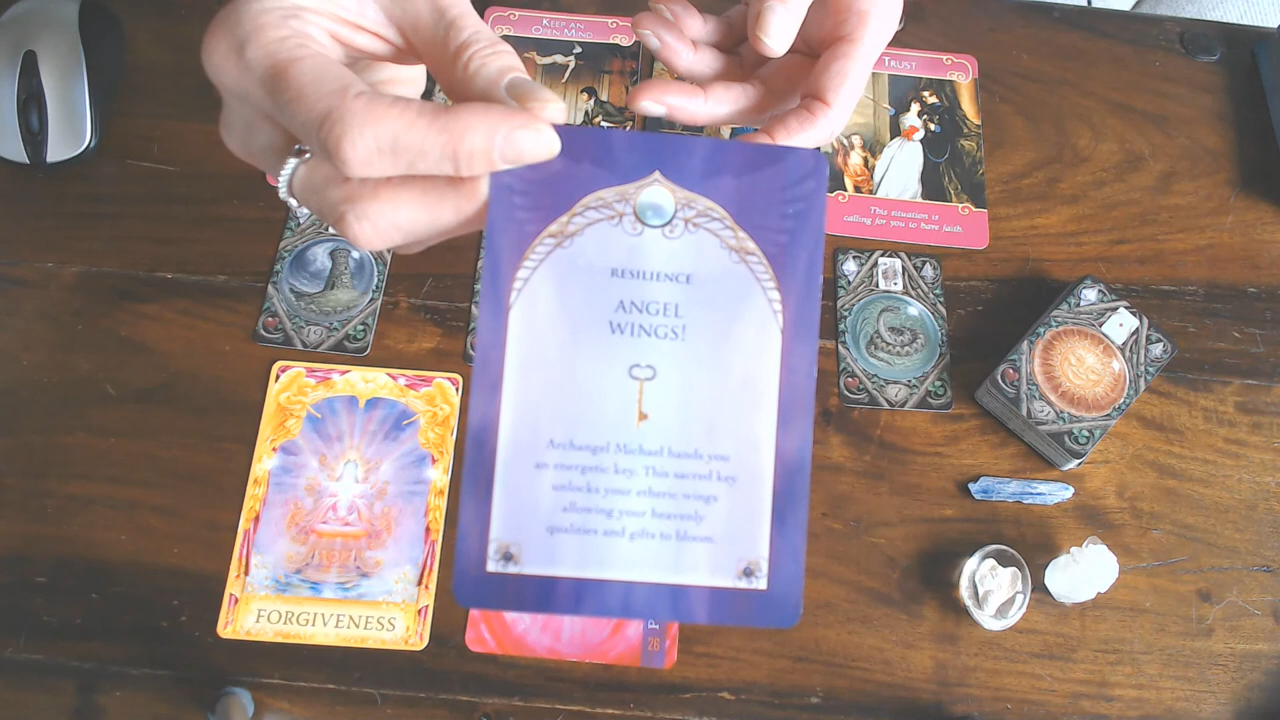 KEEP AN
OPEN MIND
TRUST
This situation is
calling for you to have faith.
RESILIENCE
ANGEL
WINGS!
Archangel Michael hands you
an energetic key. This sacred key
unlocks your etheric wings
allowing your heavenly
qualities and gifts to bloom.
19
7
FORGIVENESS
26